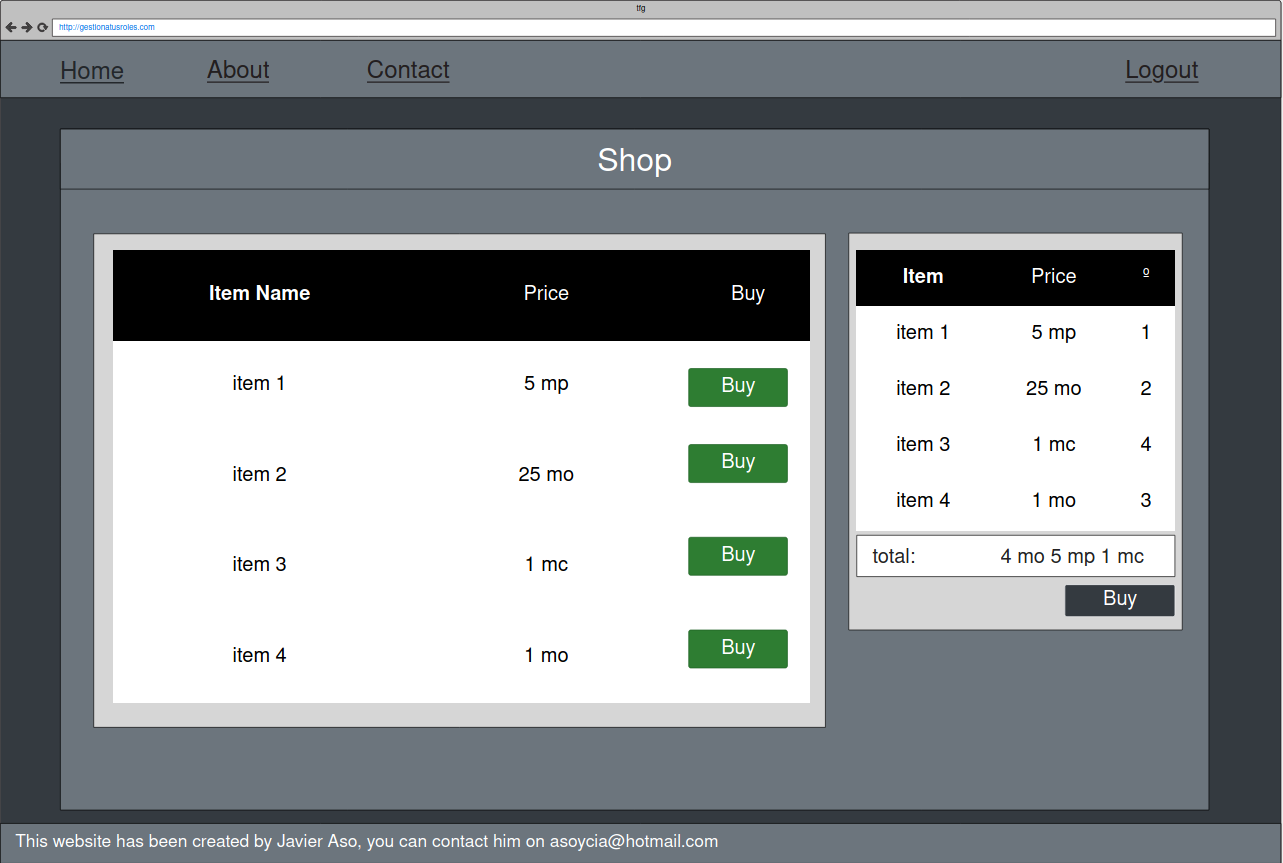 tfg
http://gestionatusroles.com
Home About Contact Logout
Shop
Item Name Price Buy
item 1 5 mp Buy
item 2 25 mo Buy
item 3 1 mc Buy
item 4 1 mo Buy
Item Price º
item 1 5 mp 1
item 2 25 mo 2
item 3 1 mc 4
item 4 1 mo 3
total: 4 mo 5 mp 1 mc
Buy
This website has been created by Javier Aso, you can contact him on asoycia@hotmail.com